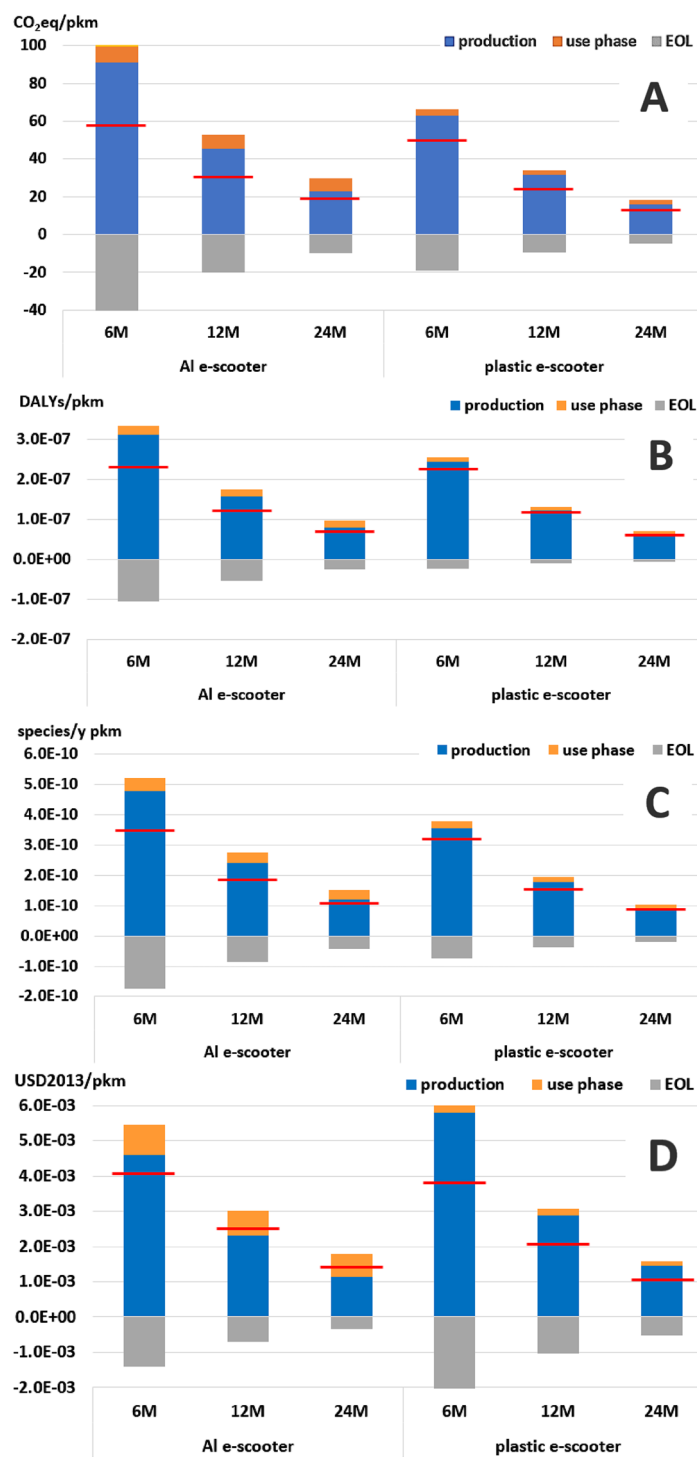 CO₂eq/pkm
production use phase EOL
A
100
80
60
40
20
0
-20
-40
6M 12M 24M 6M 12M 24M
Al e-scooter plastic e-scooter
DALYs/pkm
production use phase EOL
B
3.0E-07
2.0E-07
1.0E-07
0.0E+00
-1.0E-07
-2.0E-07
6M 12M 24M 6M 12M 24M
Al e-scooter plastic e-scooter
species/y pkm
production use phase EOL
C
6.0E-10
5.0E-10
4.0E-10
3.0E-10
2.0E-10
1.0E-10
0.0E+00
-1.0E-10
-2.0E-10
6M 12M 24M 6M 12M 24M
Al e-scooter plastic e-scooter
USD2013/pkm
production use phase EOL
D
6.0E-03
5.0E-03
4.0E-03
3.0E-03
2.0E-03
1.0E-03
0.0E+00
-1.0E-03
-2.0E-03
6M 12M 24M 6M 12M 24M
Al e-scooter plastic e-scooter